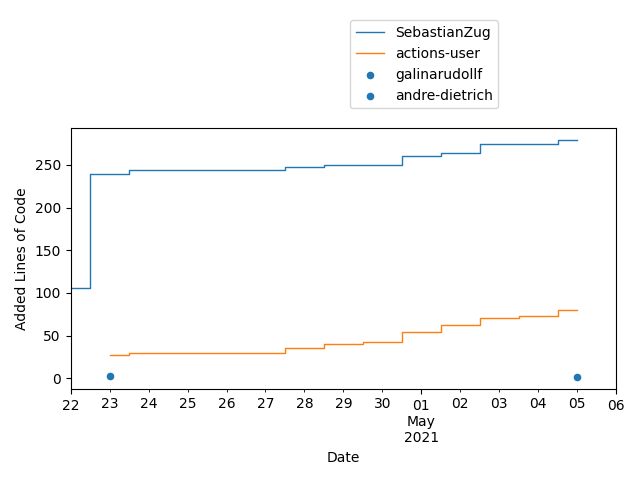 SebastianZug
actions-user
galinarudollf
andre-dietrich
Added Lines of Code
250
200
150
100
50
0
22 23 24 25 26 27 28 29 30 01 02 03 04 05 06
May
2021
Date